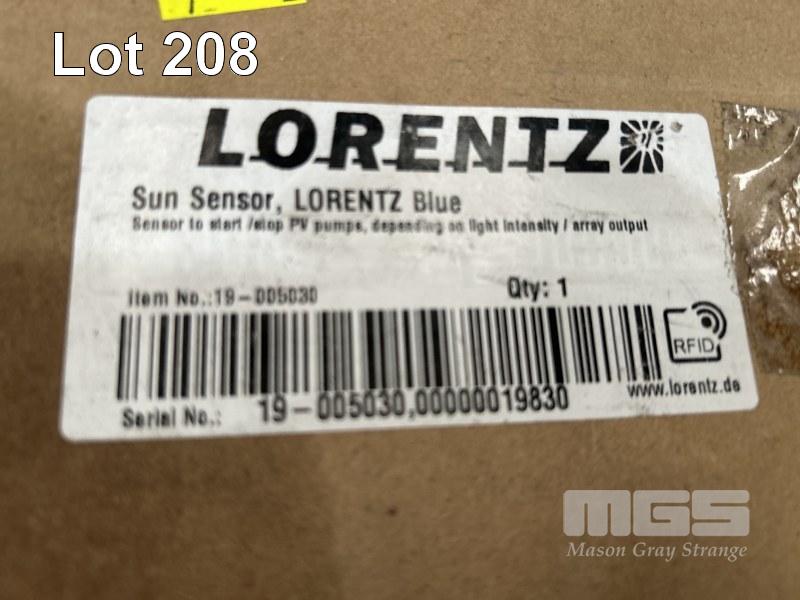 Lot 208
LORENTZ
Sun Sensor, LORENTZ Blue
Sensor to start /stop PV pumps, depending on light intensity / array output
Item No.:19-005030
Qty: 1
RFID
www.lorentz.de
Serial No.: 19-005030,00000019830
MGS
Mason Gray Strange